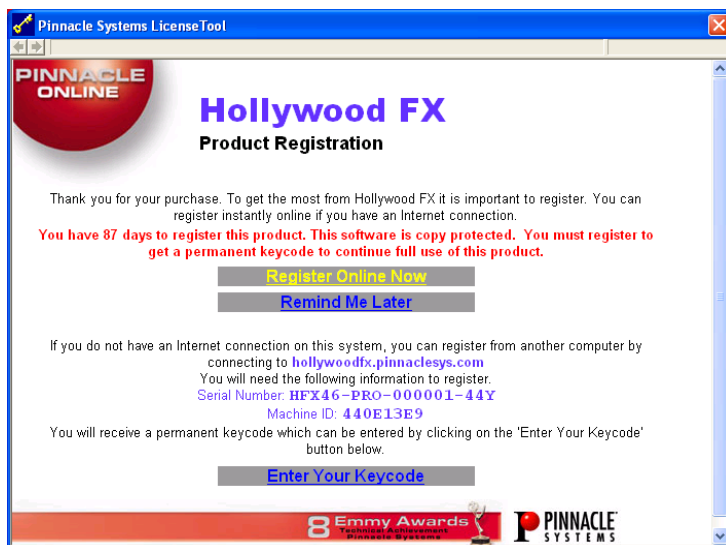 Pinnacle Systems LicenseTool
PINNACLE
ONLINE
Hollywood FX
Product Registration
Thank you for your purchase. To get the most from Hollywood FX it is important to register. You can
register instantly online if you have an Internet connection.
You have 87 days to register this product. This software is copy protected. You must register to
get a permanent keycode to continue full use of this product.
Register Online Now
Remind Me Later
If you do not have an Internet connection on this system, you can register from another computer by
connecting to hollywoodfx.pinnaclesys.com
You will need the following information to register.
Serial Number: HFX46-PRO-000001-44Y
Machine ID: 440E13E9
You will receive a permanent keycode which can be entered by clicking on the 'Enter Your Keycode'
button below.
Enter Your Keycode
8 Emmy Awards
Technical Achievement
Pinnacle Systems
PINNACLE
SYSTEMS